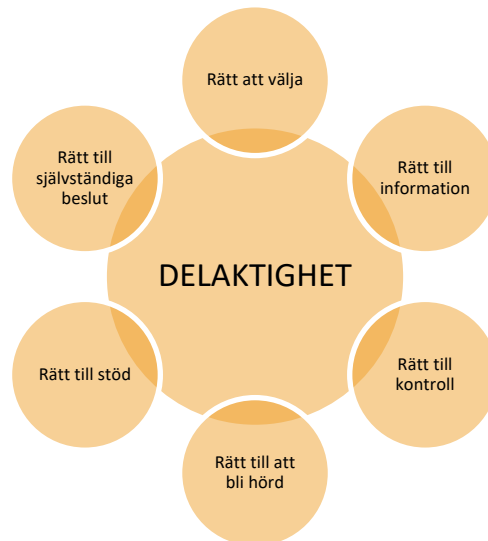 Rätt att välja
Rätt till
information
Rätt till
kontroll
Rätt till att
bli hörd
Rätt till stöd
Rätt till
självständiga
beslut
DELAKTIGHET